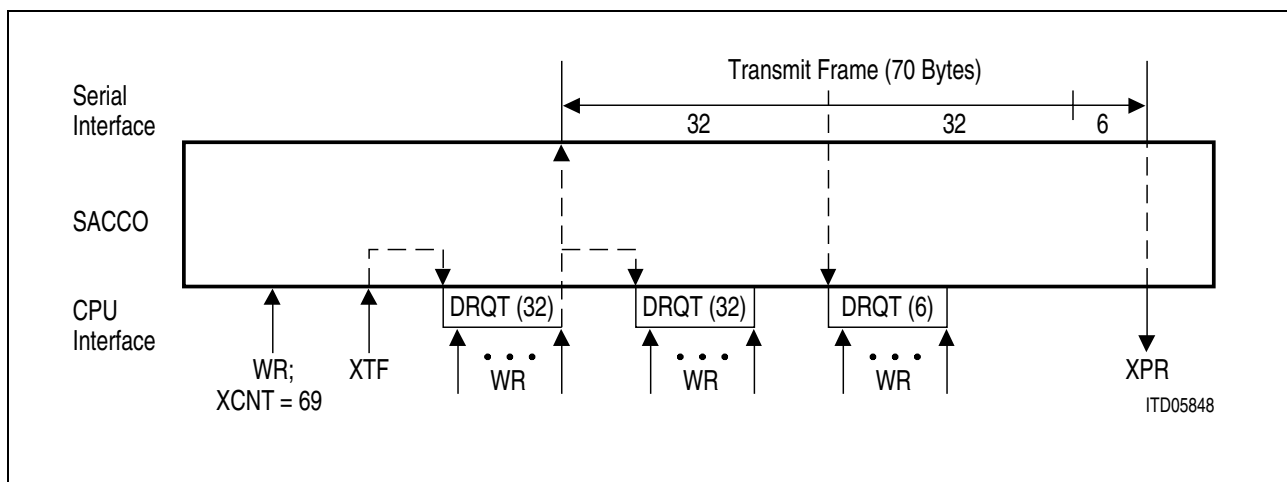 Transmit Frame (70 Bytes)
Serial
Interface
32 32 6
SACCO
CPU
Interface
DRQT (32) DRQT (32) DRQT (6)
WR;
XCNT = 69
XTF
• • •
WR
• • •
WR
• • •
WR
XPR
ITD05848